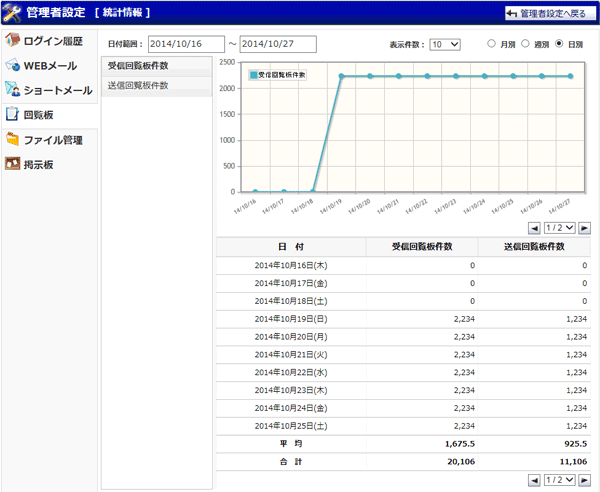 管理者設定 [ 統計情報 ]
管理者設定へ戻る
ログイン履歴
WEBメール
ショートメール
回覧板
ファイル管理
掲示板
日付範囲： 2014/10/16 ～ 2014/10/27
表示件数： 10
月別 週別 日別
受信回覧板件数
送信回覧板件数
受信回覧板件数
2500
2000
1500
1000
500
0
14/10/16 14/10/17 14/10/18 14/10/19 14/10/20 14/10/21 14/10/22 14/10/23 14/10/24 14/10/25 14/10/26 14/10/27
1 / 2
日 付 受信回覧板件数 送信回覧板件数
2014年10月16日(木) 0 0
2014年10月17日(金) 0 0
2014年10月18日(土) 0 0
2014年10月19日(日) 2,234 1,234
2014年10月20日(月) 2,234 1,234
2014年10月21日(火) 2,234 1,234
2014年10月22日(水) 2,234 1,234
2014年10月23日(木) 2,234 1,234
2014年10月24日(金) 2,234 1,234
2014年10月25日(土) 2,234 1,234
平 均 1,675.5 925.5
合 計 20,106 11,106
1 / 2